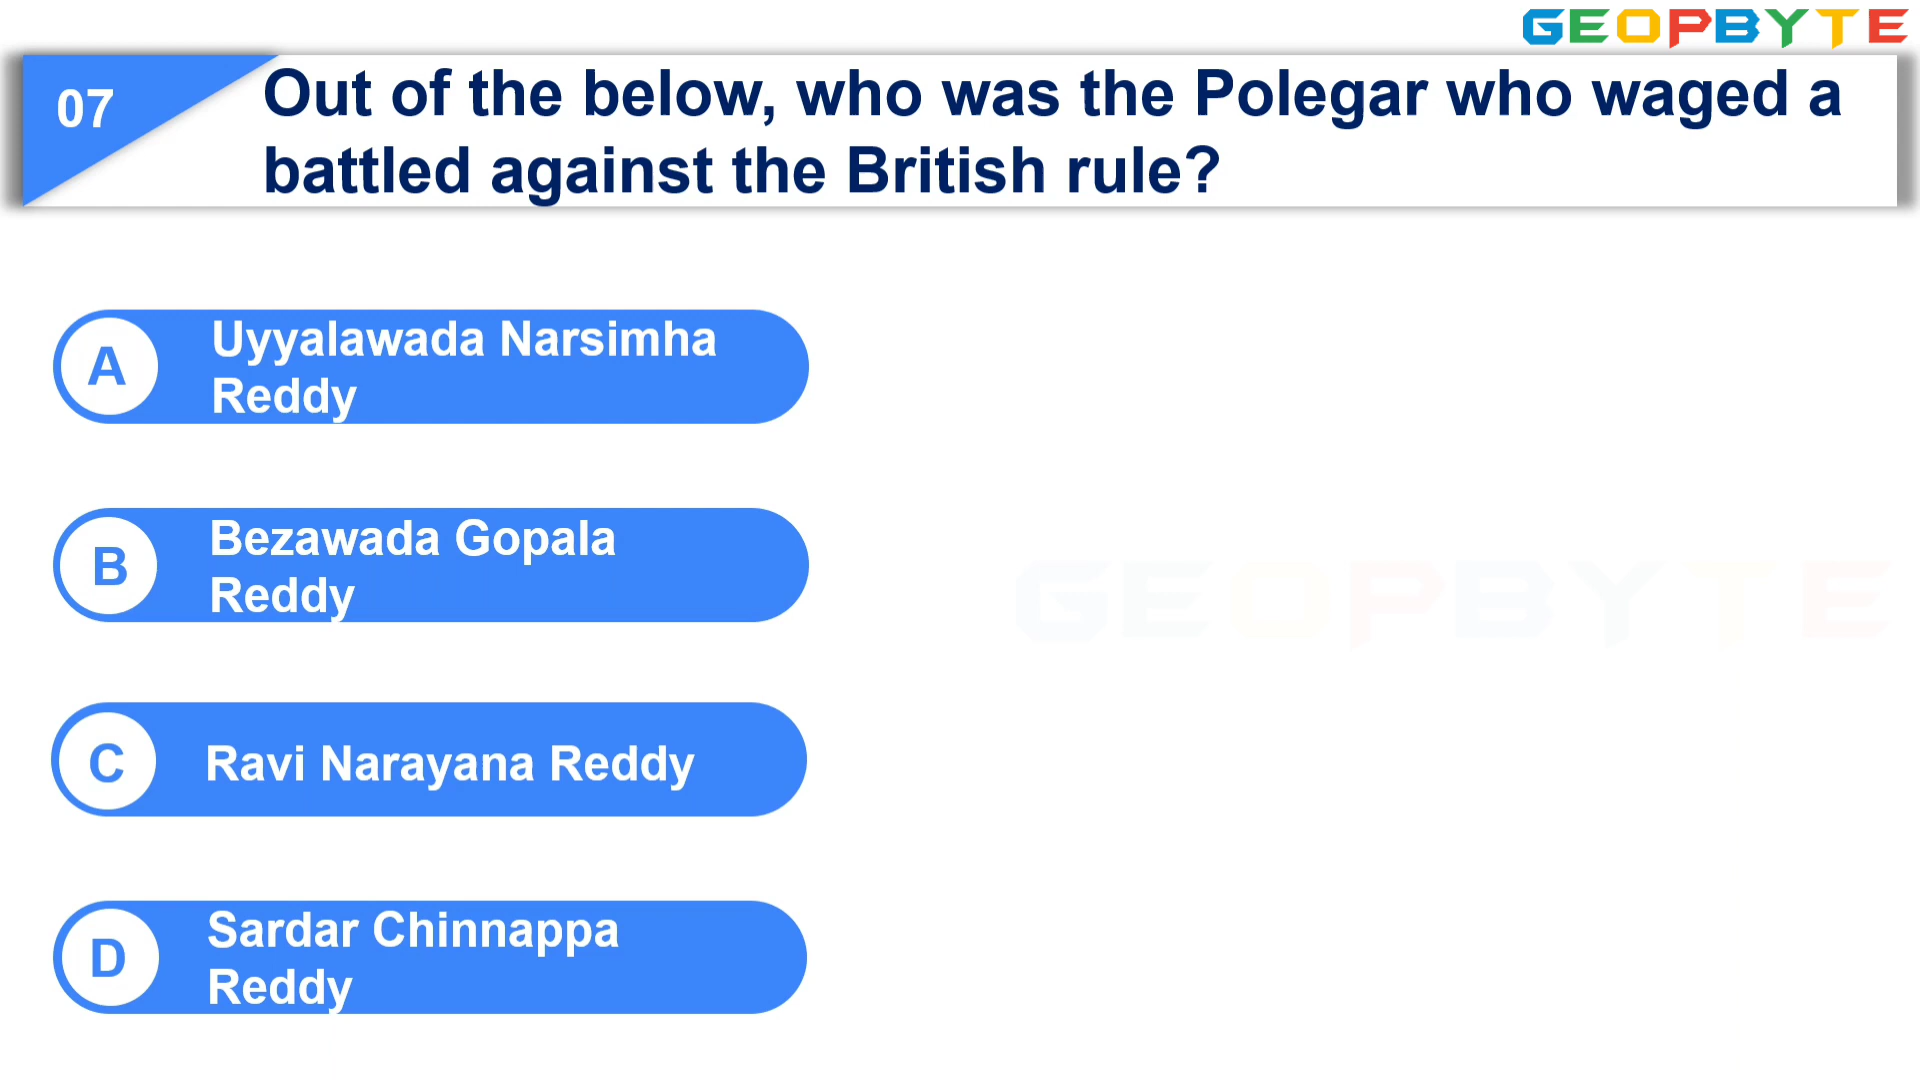 GEOPBYTE
07
Out of the below, who was the Polegar who waged a
battled against the British rule?
A
Uyyalawada Narsimha
Reddy
B
Bezawada Gopala
Reddy
GEOPBYTE
C
Ravi Narayana Reddy
D
Sardar Chinnappa
Reddy